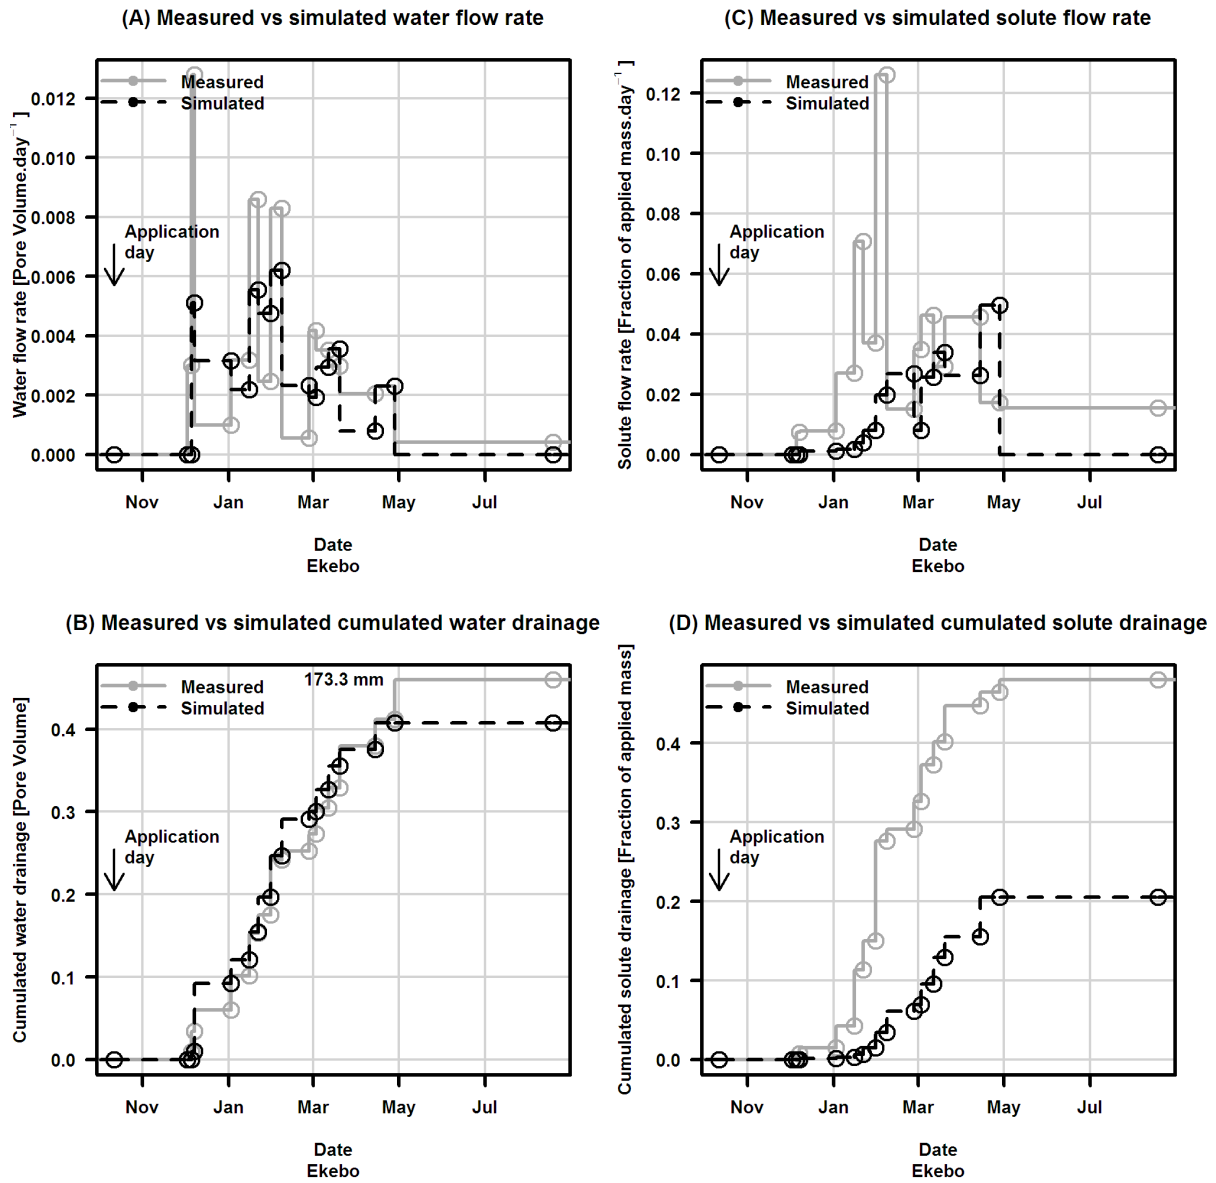 (A) Measured vs simulated water flow rate
Water flow rate [Pore Volume.day⁻¹ ]
Measured
Simulated
Application
day
0.012
0.010
0.008
0.006
0.004
0.002
0.000
Nov Jan Mar May Jul
Date
Ekebo
(C) Measured vs simulated solute flow rate
Solute flow rate [Fraction of applied mass.day⁻¹ ]
Measured
Simulated
Application
day
0.12
0.10
0.08
0.06
0.04
0.02
0.00
Nov Jan Mar May Jul
Date
Ekebo
(B) Measured vs simulated cumulated water drainage
Cumulated water drainage [Pore Volume]
Measured
Simulated
173.3 mm
Application
day
0.4
0.3
0.2
0.1
0.0
Nov Jan Mar May Jul
Date
Ekebo
(D) Measured vs simulated cumulated solute drainage
Cumulated solute drainage [Fraction of applied mass]
Measured
Simulated
Application
day
0.4
0.3
0.2
0.1
0.0
Nov Jan Mar May Jul
Date
Ekebo